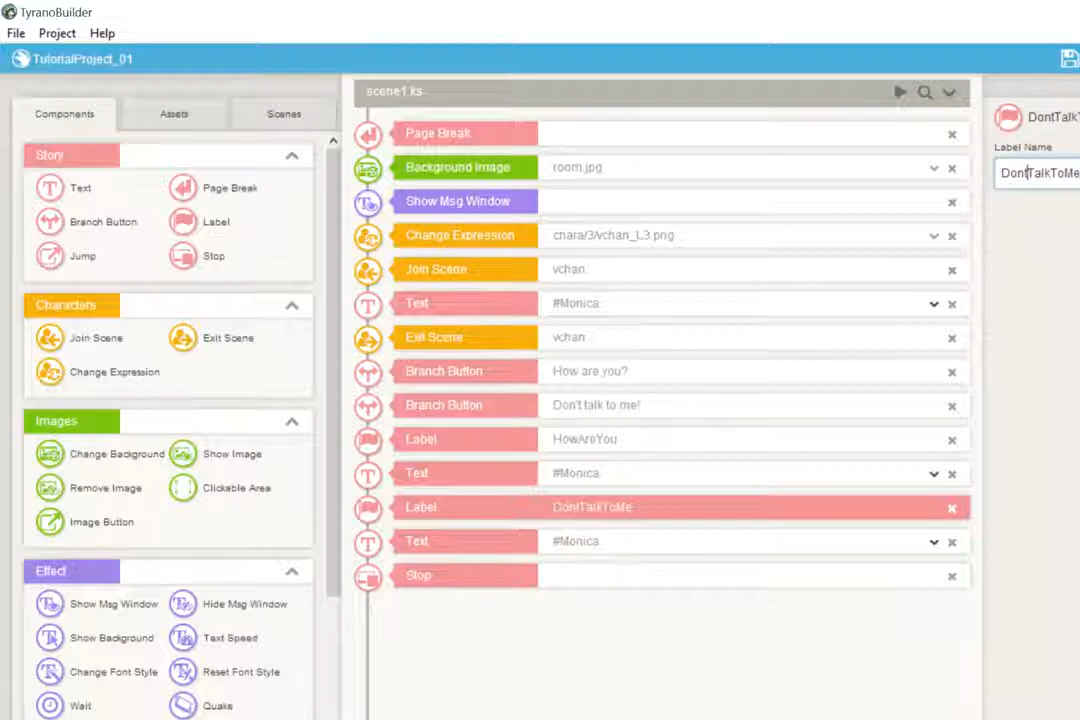 TyranoBuilder
File Project Help
TutorialProject_01
Components Assets Scenes
Story
Text Page Break
Branch Button Label
Jump Stop
Characters
Join Scene Exit Scene
Change Expression
Images
Change Background Show Image
Remove Image Clickable Area
Image Button
Effect
Show Msg Window Hide Msg Window
Show Background Text Speed
Change Font Style Reset Font Style
Wait Quake
scene1.ks
Page Break
Background Image room.jpg
Show Msg Window
Change Expression chara/3/vchan_L3.png
Join Scene vchan
Text #Monica
Exit Scene vchan
Branch Button How are you?
Branch Button Don't talk to me!
Label HowAreYou
Text #Monica
Label DontTalkToMe
Text #Monica
Stop
DontTalkT
Label Name
DontTalkToMe